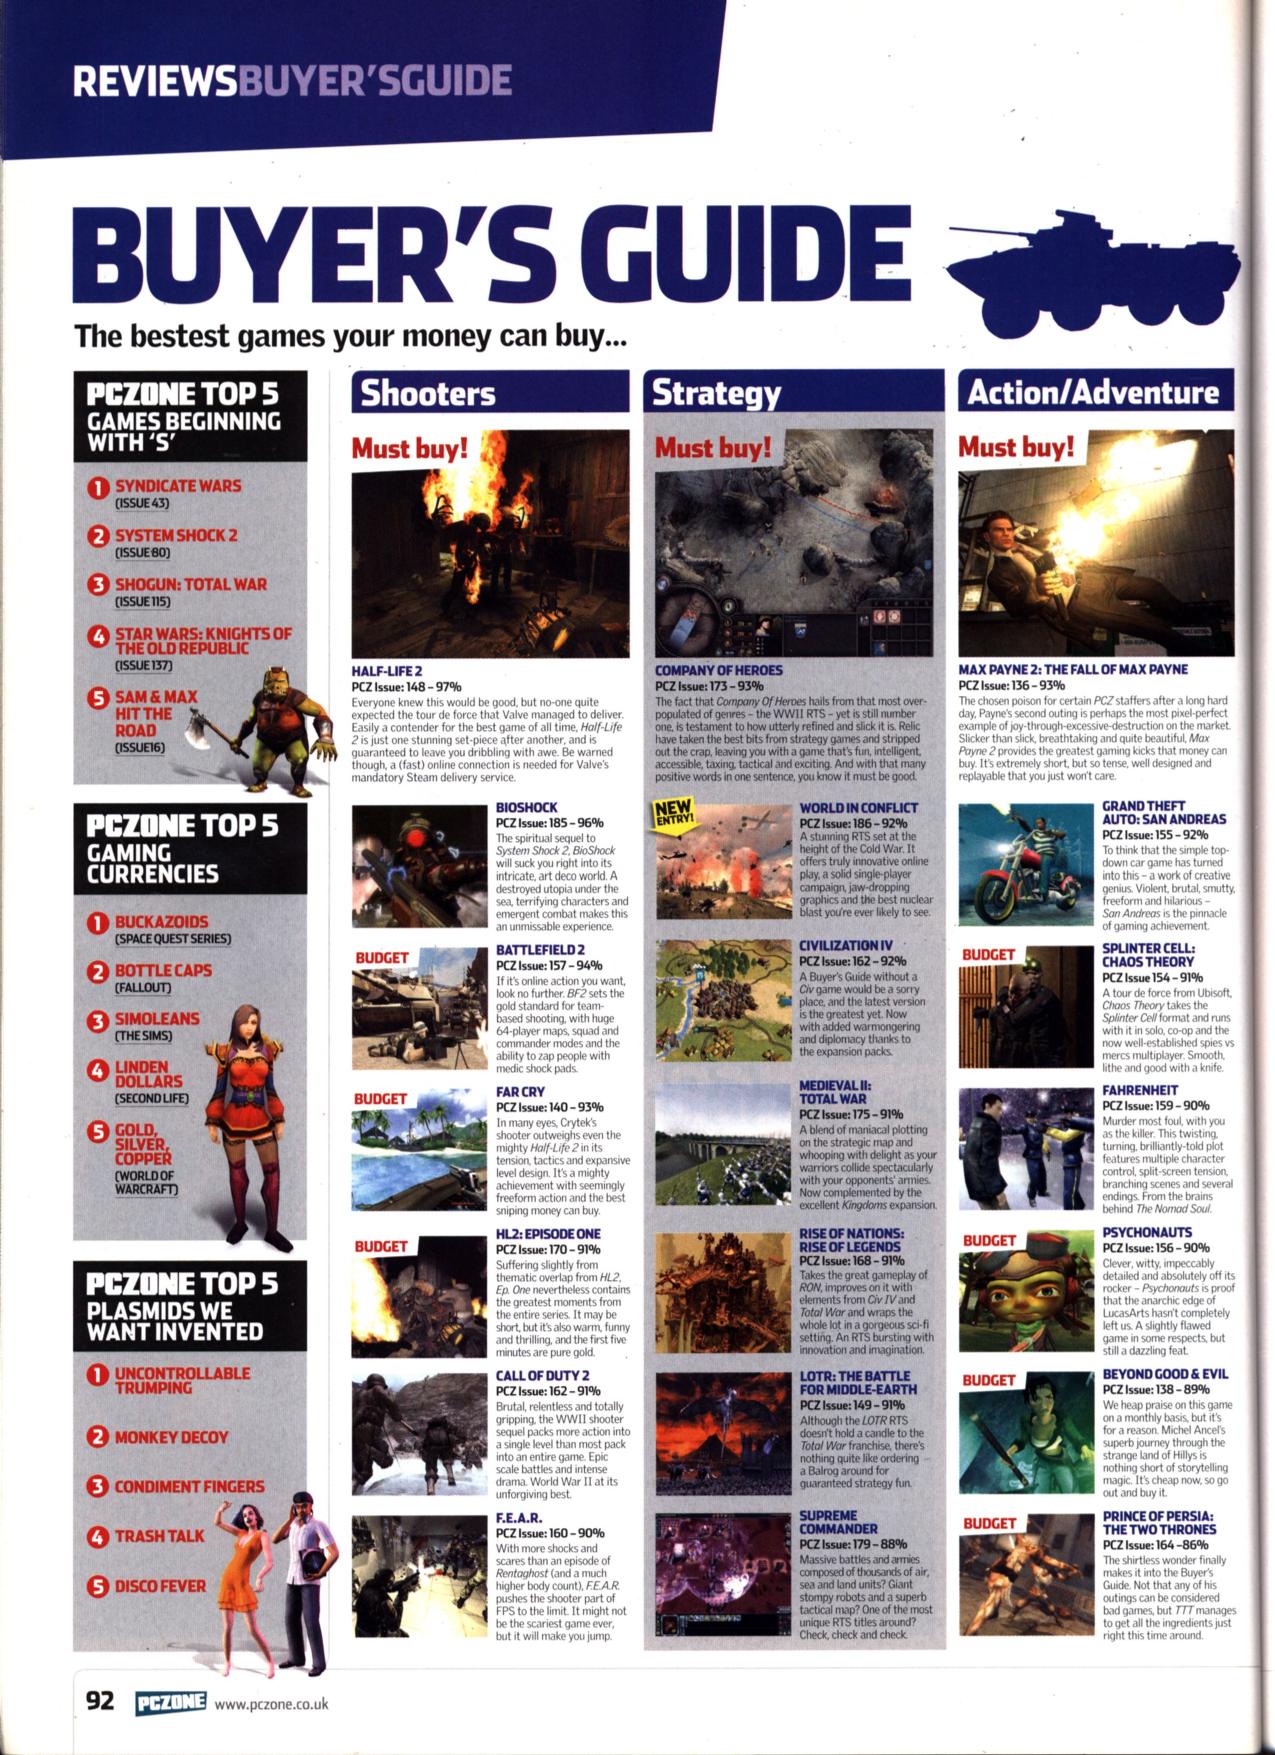 REVIEWSBUYER'SGUIDE
BUYER'S GUIDE
The bestest games your money can buy...
PCZONE TOP 5
GAMES BEGINNING
WITH 'S'
1 SYNDICATE WARS
(ISSUE 43)
2 SYSTEM SHOCK 2
(ISSUE 80)
3 SHOGUN: TOTAL WAR
(ISSUE 115)
4 STAR WARS: KNIGHTS OF
THE OLD REPUBLIC
(ISSUE 137)
5 SAM & MAX
HIT THE
ROAD
(ISSUE16)
PCZONE TOP 5
GAMING
CURRENCIES
1 BUCKAZOIDS
(SPACE QUEST SERIES)
2 BOTTLE CAPS
(FALLOUT)
3 SIMOLEANS
(THE SIMS)
4 LINDEN
DOLLARS
(SECOND LIFE)
5 GOLD,
SILVER,
COPPER
(WORLD OF
WARCRAFT)
PCZONE TOP 5
PLASMIDS WE
WANT INVENTED
1 UNCONTROLLABLE
TRUMPING
2 MONKEY DECOY
3 CONDIMENT FINGERS
4 TRASH TALK
5 DISCO FEVER
Shooters
Must buy!
HALF-LIFE 2
PCZ Issue: 148 – 97%
Everyone knew this would be good, but no-one quite
expected the tour de force that Valve managed to deliver.
Easily a contender for the best game of all time, Half-Life
2 is just one stunning set-piece after another, and is
guaranteed to leave you dribbling with awe. Be warned
though, a (fast) online connection is needed for Valve's
mandatory Steam delivery service.
BIOSHOCK
PCZ Issue: 185 – 96%
The spiritual sequel to
System Shock 2, BioShock
will suck you right into its
intricate, art deco world. A
destroyed utopia under the
sea, terrifying characters and
emergent combat makes this
an unmissable experience.
BUDGET
BATTLEFIELD 2
PCZ Issue: 157 – 94%
If it's online action you want,
look no further. BF2 sets the
gold standard for team-
based shooting, with huge
64-player maps, squad and
commander modes and the
ability to zap people with
medic shock pads.
BUDGET
FAR CRY
PCZ Issue: 140 – 93%
In many eyes, Crytek's
shooter outweighs even the
mighty Half-Life 2 in its
tension, tactics and expansive
level design. It's a mighty
achievement with seemingly
freeform action and the best
sniping money can buy.
BUDGET
HL2: EPISODE ONE
PCZ Issue: 170 – 91%
Suffering slightly from
thematic overlap from HL2,
Ep. One nevertheless contains
the greatest moments from
the entire series. It may be
short, but it's also warm, funny
and thrilling, and the first five
minutes are pure gold.
CALL OF DUTY 2
PCZ Issue: 162 – 91%
Brutal, relentless and totally
gripping, the WWII shooter
sequel packs more action into
a single level than most pack
into an entire game. Epic
scale battles and intense
drama. World War II at its
unforgiving best.
F.E.A.R.
PCZ Issue: 160 – 90%
With more shocks and
scares than an episode of
Rentaghost (and a much
higher body count), F.E.A.R.
pushes the shooter part of
FPS to the limit. It might not
be the scariest game ever,
but it will make you jump.
Strategy
Must buy!
COMPANY OF HEROES
PCZ Issue: 173 – 93%
The fact that Company Of Heroes hails from that most over-
populated of genres – the WWII RTS – yet is still number
one, is testament to how utterly refined and slick it is. Relic
have taken the best bits from strategy games and stripped
out the crap, leaving you with a game that's fun, intelligent,
accessible, taxing, tactical and exciting. And with that many
positive words in one sentence, you know it must be good.
NEW
ENTRY!
WORLD IN CONFLICT
PCZ Issue: 186 – 92%
A stunning RTS set at the
height of the Cold War. It
offers truly innovative online
play, a solid single-player
campaign, jaw-dropping
graphics and the best nuclear
blast you're ever likely to see.
CIVILIZATION IV
PCZ Issue: 162 – 92%
A Buyer's Guide without a
Civ game would be a sorry
place, and the latest version
is the greatest yet. Now
with added warmongering
and diplomacy thanks to
the expansion packs.
MEDIEVAL II:
TOTAL WAR
PCZ Issue: 175 – 91%
A blend of maniacal plotting
on the strategic map and
whooping with delight as your
warriors collide spectacularly
with your opponents' armies.
Now complemented by the
excellent Kingdoms expansion.
RISE OF NATIONS:
RISE OF LEGENDS
PCZ Issue: 168 – 91%
Takes the great gameplay of
RON, improves on it with
elements from Civ IV and
Total War and wraps the
whole lot in a gorgeous sci-fi
setting. An RTS bursting with
innovation and imagination.
LOTR: THE BATTLE
FOR MIDDLE-EARTH
PCZ Issue: 149 – 91%
Although the LOTR RTS
doesn't hold a candle to the
Total War franchise, there's
nothing quite like ordering
a Balrog around for
guaranteed strategy fun.
SUPREME
COMMANDER
PCZ Issue: 179 – 88%
Massive battles and armies
composed of thousands of air,
sea and land units? Giant
stompy robots and a superb
tactical map? One of the most
unique RTS titles around?
Check, check and check.
Action/Adventure
Must buy!
MAX PAYNE 2: THE FALL OF MAX PAYNE
PCZ Issue: 136 – 93%
The chosen poison for certain PCZ staffers after a long hard
day, Payne's second outing is perhaps the most pixel-perfect
example of joy-through-excessive-destruction on the market.
Slicker than slick, breathtaking and quite beautiful, Max
Payne 2 provides the greatest gaming kicks that money can
buy. It's extremely short, but so tense, well designed and
replayable that you just won't care.
GRAND THEFT
AUTO: SAN ANDREAS
PCZ Issue: 155 – 92%
To think that the simple top-
down car game has turned
into this – a work of creative
genius. Violent, brutal, smutty,
freeform and hilarious –
San Andreas is the pinnacle
of gaming achievement.
BUDGET
SPLINTER CELL:
CHAOS THEORY
PCZ Issue 154 – 91%
A tour de force from Ubisoft,
Chaos Theory takes the
Splinter Cell format and runs
with it in solo, co-op and the
now well-established spies vs
mercs multiplayer. Smooth,
lithe and good with a knife.
FAHRENHEIT
PCZ Issue: 159 – 90%
Murder most foul, with you
as the killer. This twisting,
turning, brilliantly-told plot
features multiple character
control, split-screen tension,
branching scenes and several
endings. From the brains
behind The Nomad Soul.
BUDGET
PSYCHONAUTS
PCZ Issue: 156 – 90%
Clever, witty, impeccably
detailed and absolutely off its
rocker – Psychonauts is proof
that the anarchic edge of
LucasArts hasn't completely
left us. A slightly flawed
game in some respects, but
still a dazzling feat.
BUDGET
BEYOND GOOD & EVIL
PCZ Issue: 138 – 89%
We heap praise on this game
on a monthly basis, but it's
for a reason. Michel Ancel's
superb journey through the
strange land of Hillys is
nothing short of storytelling
magic. It's cheap now, so go
out and buy it.
BUDGET
PRINCE OF PERSIA:
THE TWO THRONES
PCZ Issue: 164 –86%
The shirtless wonder finally
makes it into the Buyer's
Guide. Not that any of his
outings can be considered
bad games, but TTT manages
to get all the ingredients just
right this time around.
92 PCZONE www.pczone.co.uk